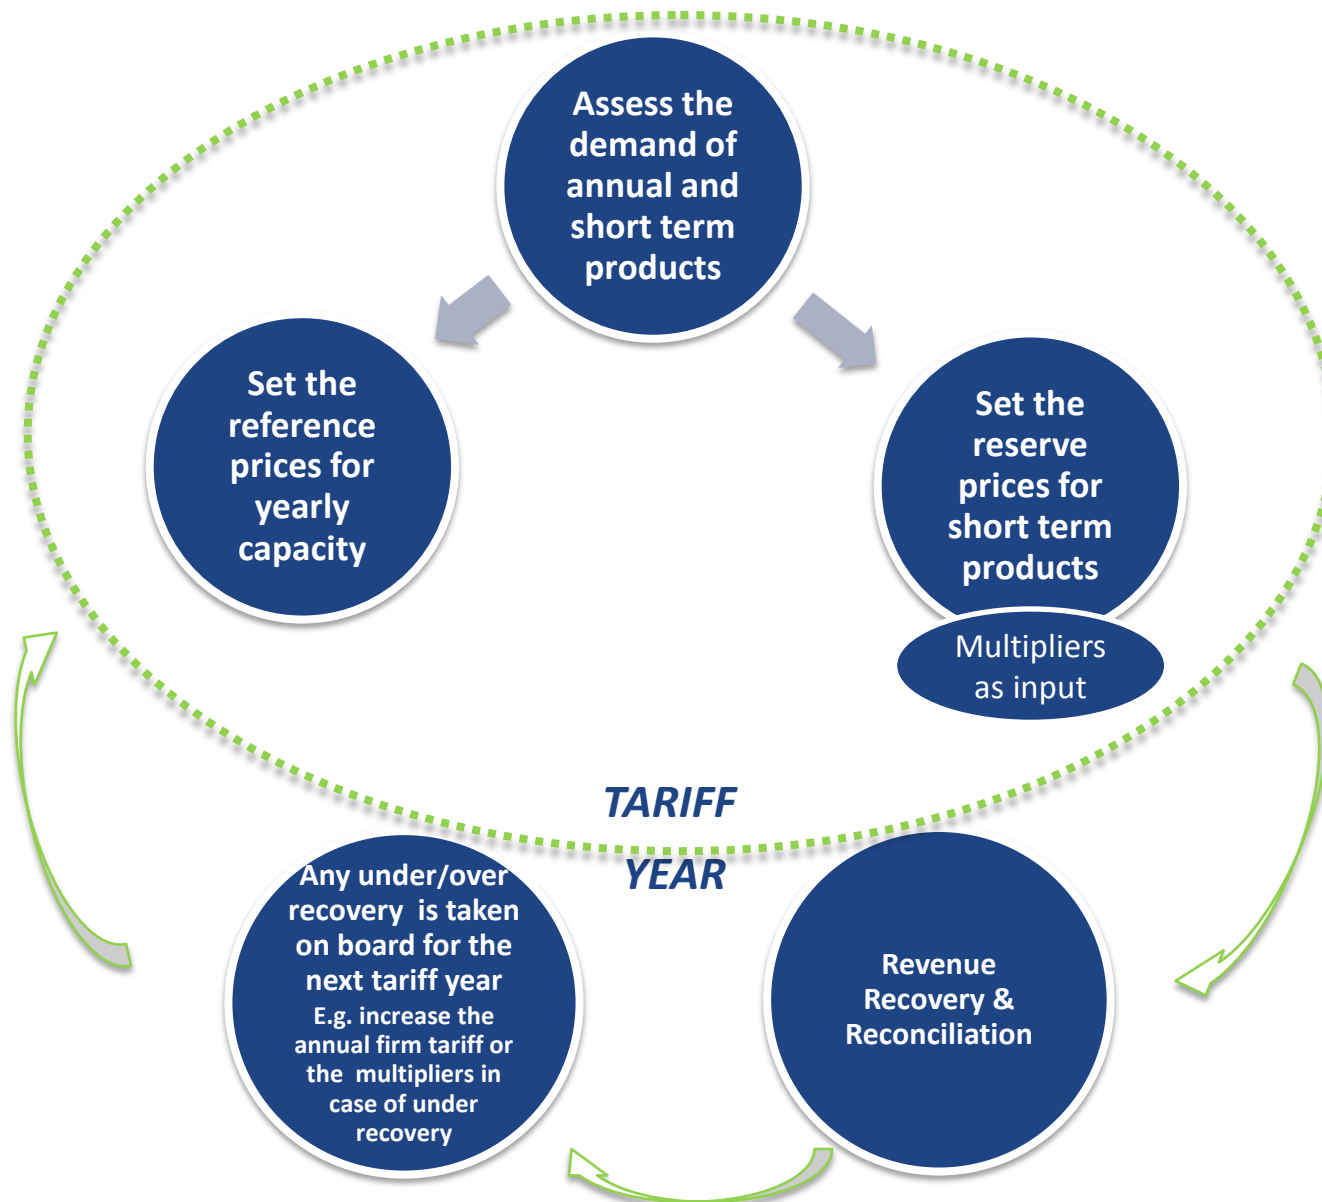 Assess the
demand of
annual and
short term
products
Set the
reference
prices for
yearly
capacity
Set the
reserve
prices for
short term
products
Multipliers
as input
TARIFF
YEAR
Any under/over
recovery is taken
on board for the
next tariff year
E.g. increase the
annual firm tariff or
the multipliers in
case of under
recovery
Revenue
Recovery &
Reconciliation